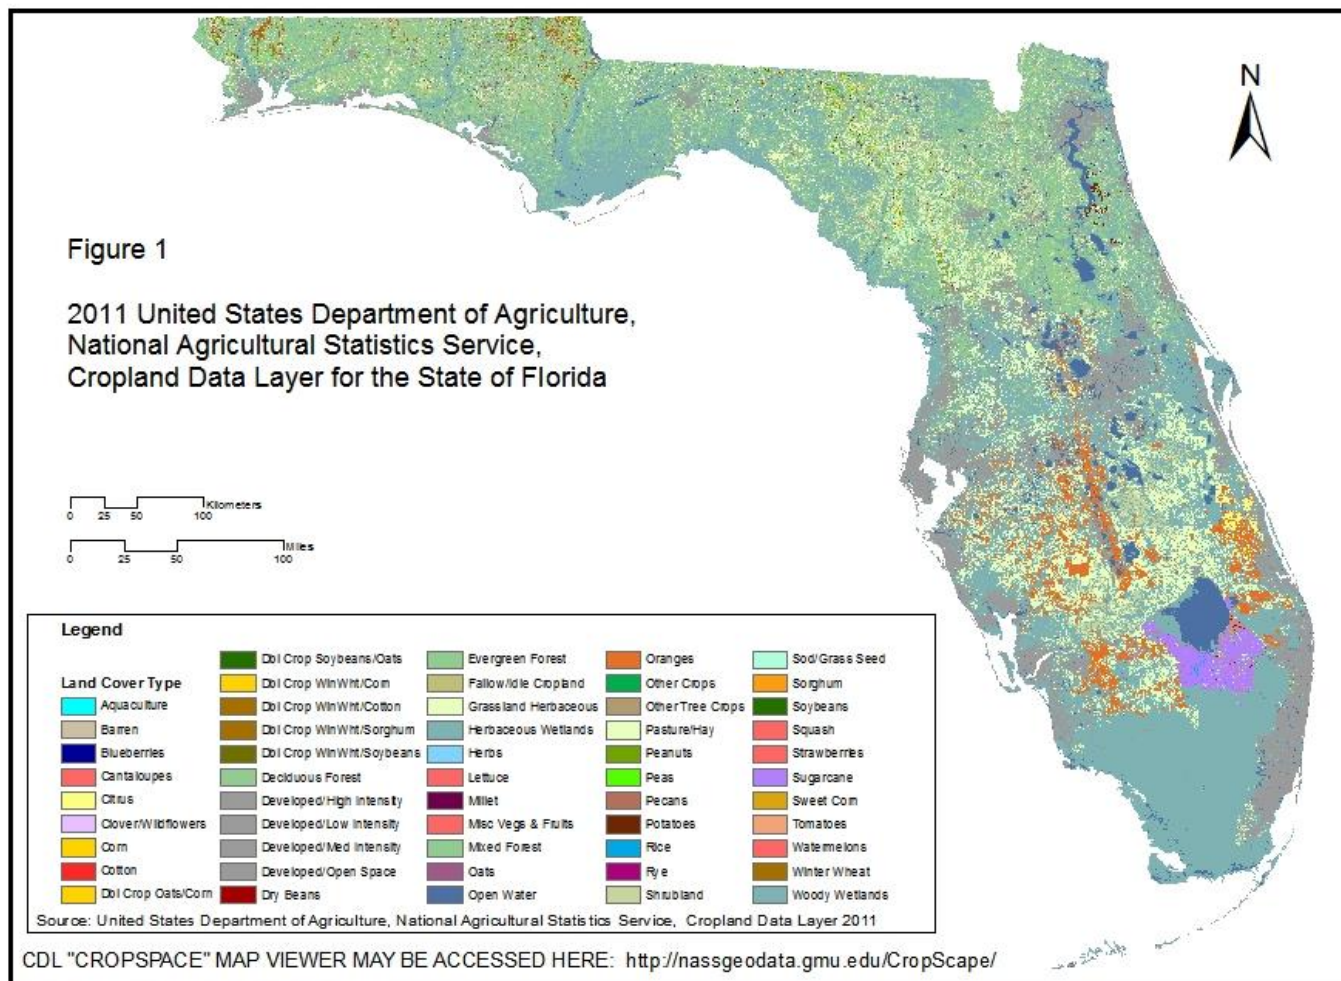 N
Figure 1
2011 United States Department of Agriculture,
National Agricultural Statistics Service,
Cropland Data Layer for the State of Florida
Kilometers
0 25 50 100
Miles
0 25 50 100
Legend
Land Cover Type
Aquaculture
Barren
Blueberries
Cantaloupes
Citrus
Clover/Wildflowers
Corn
Cotton
Dbl Crop Oats/Corn
Dbl Crop Soybeans/Oats
Dbl Crop WinWht/Corn
Dbl Crop WinWht/Cotton
Dbl Crop WinWht/Sorghum
Dbl Crop WinWht/Soybeans
Deciduous Forest
Developed/High Intensity
Developed/Low Intensity
Developed/Med Intensity
Developed/Open Space
Dry Beans
Evergreen Forest
Fallow/Idle Cropland
Grassland Herbaceous
Herbaceous Wetlands
Herbs
Lettuce
Millet
Misc Vegs & Fruits
Mixed Forest
Oats
Open Water
Oranges
Other Crops
Other Tree Crops
Pasture/Hay
Peanuts
Peas
Pecans
Potatoes
Rice
Rye
Shrubland
Sod/Grass Seed
Sorghum
Soybeans
Squash
Strawberries
Sugarcane
Sweet Corn
Tomatoes
Watermelons
Winter Wheat
Woody Wetlands
Source: United States Department of Agriculture, National Agricultural Statistics Service, Cropland Data Layer 2011
CDL "CROPSPACE" MAP VIEWER MAY BE ACCESSED HERE: http://nassgeodata.gmu.edu/CropScape/